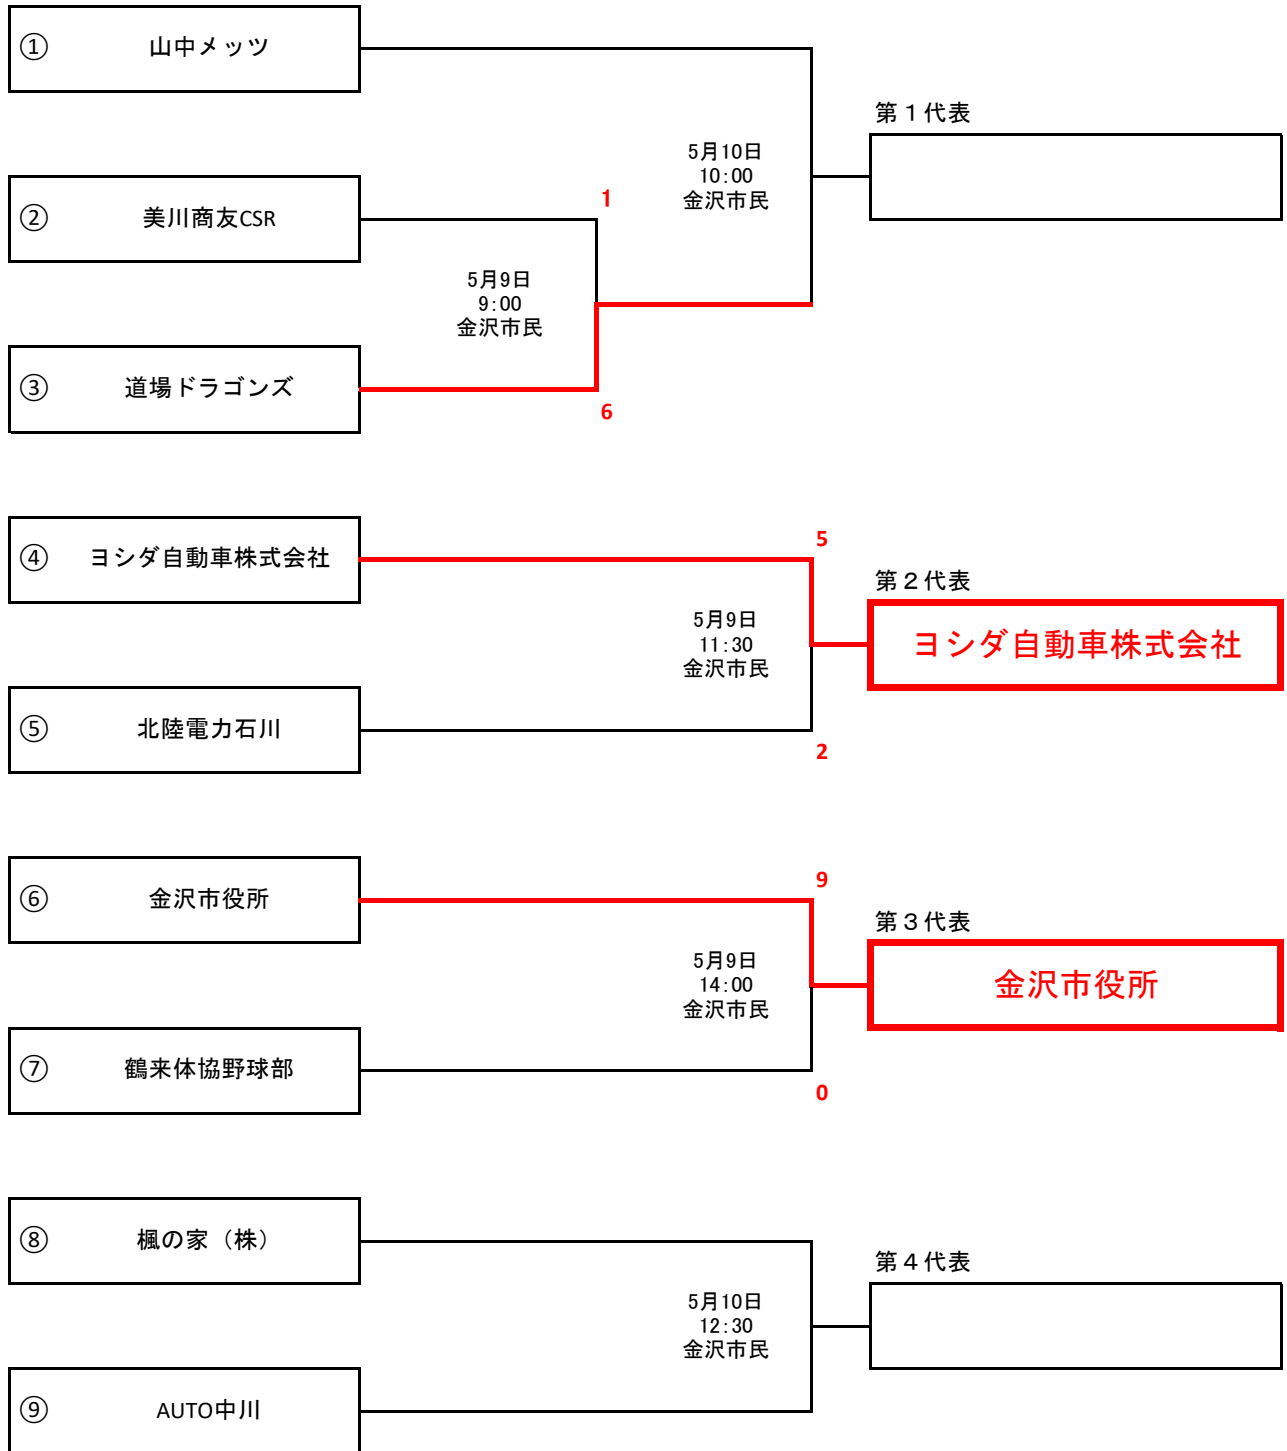 ① 山中メッツ
第１代表
5月10日
10:00
金沢市民
1
② 美川商友CSR
5月9日
9:00
金沢市民
③ 道場ドラゴンズ
6
5
④ ヨシダ自動車株式会社
第２代表
5月9日
11:30
金沢市民
ヨシダ自動車株式会社
⑤ 北陸電力石川
2
9
⑥ 金沢市役所
第３代表
5月9日
14:00
金沢市民
金沢市役所
⑦ 鶴来体協野球部
0
⑧ 楓の家（株）
第４代表
5月10日
12:30
金沢市民
⑨ AUTO中川